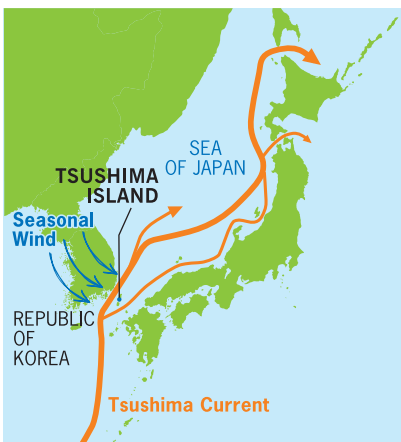 SEA
OF JAPAN
TSUSHIMA
ISLAND
Seasonal
Wind
REPUBLIC
OF
KOREA
Tsushima Current